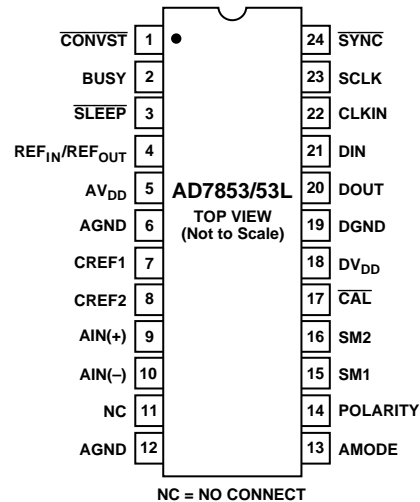 CONVST 1 24 SYNC
BUSY 2 23 SCLK
SLEEP 3 22 CLKIN
REFIN/REFOUT 4 21 DIN
AVDD 5 AD7853/53L 20 DOUT
TOP VIEW
AGND 6 (Not to Scale) 19 DGND
CREF1 7 18 DVDD
CREF2 8 17 CAL
AIN(+) 9 16 SM2
AIN(–) 10 15 SM1
NC 11 14 POLARITY
AGND 12 13 AMODE
NC = NO CONNECT